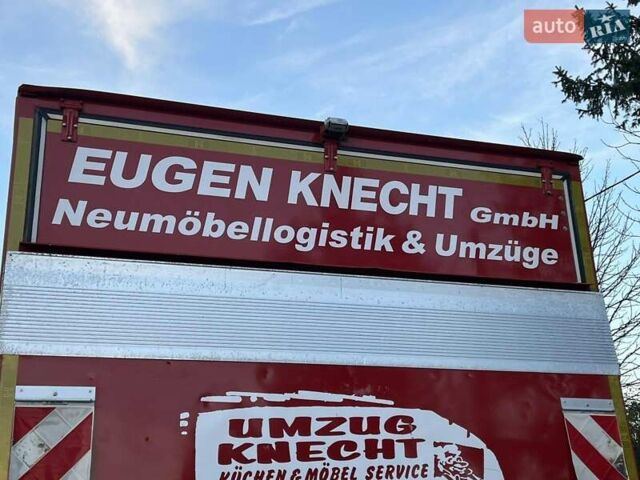 auto RIA
EUGEN KNECHT GmbH
Neumöbellogistik & Umzüge
UMZUG
KNECHT
KÜCHEN & MÖBEL SERVICE